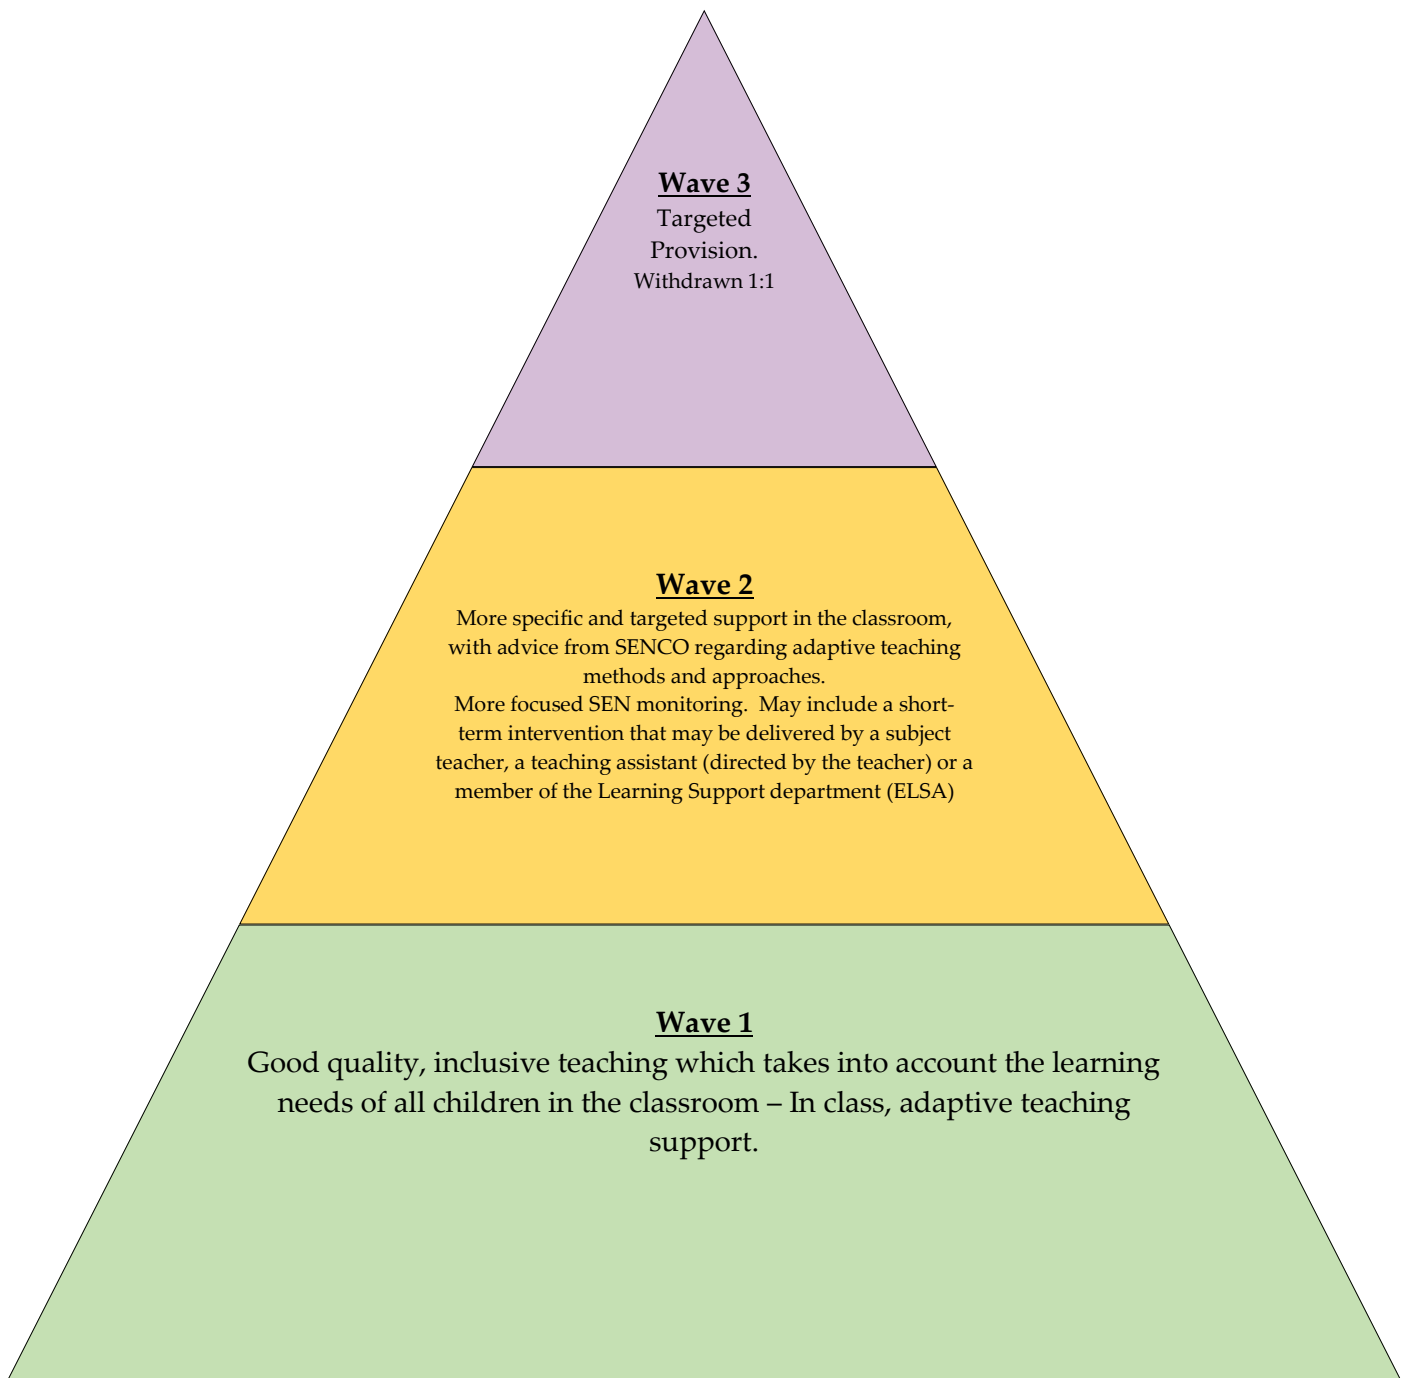 Wave 3
Targeted
Provision.
Withdrawn 1:1
Wave 2
More specific and targeted support in the classroom,
with advice from SENCO regarding adaptive teaching
methods and approaches.
More focused SEN monitoring.  May include a short-
term intervention that may be delivered by a subject
teacher, a teaching assistant (directed by the teacher) or a
member of the Learning Support department (ELSA)
Wave 1
Good quality, inclusive teaching which takes into account the learning
needs of all children in the classroom – In class, adaptive teaching
support.